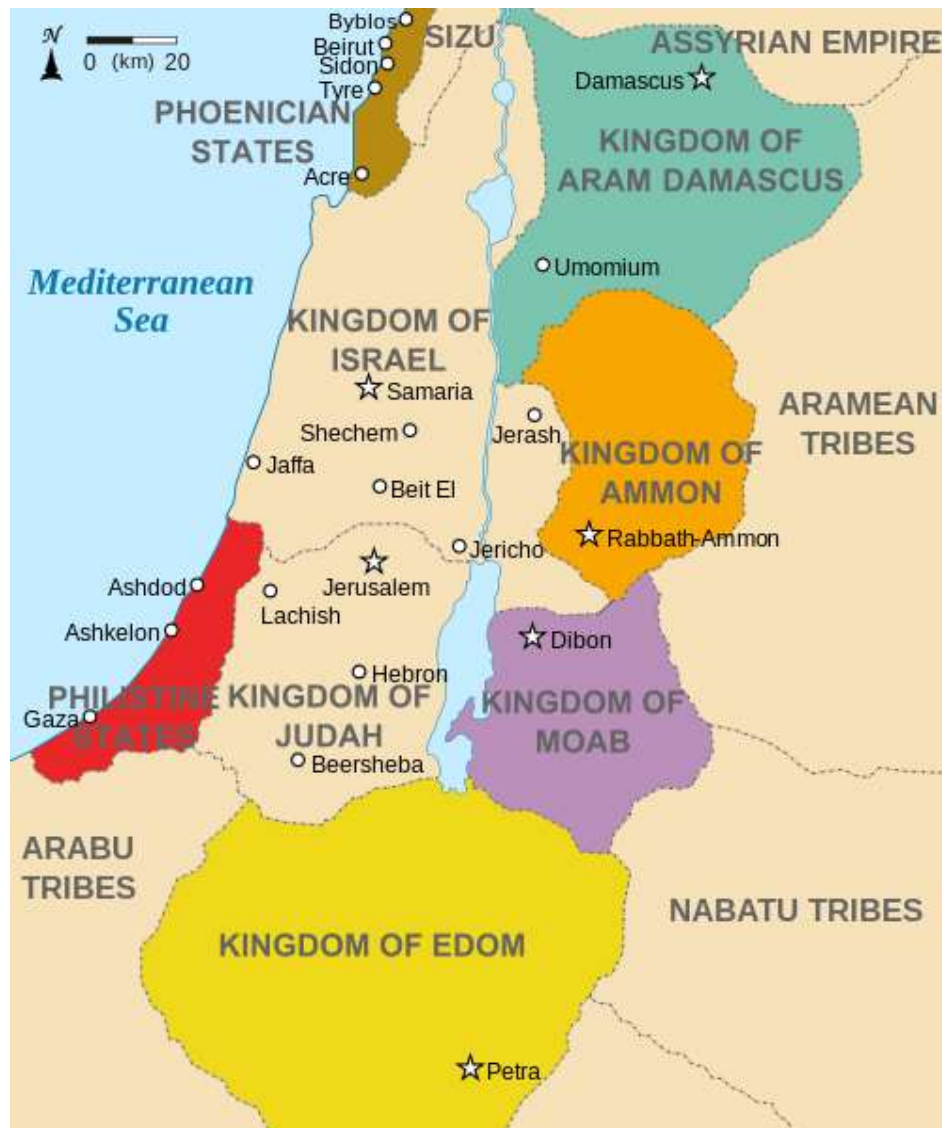 Byblos
Beirut
Sidon
Tyre
Acre
N
0 (km) 20
SIZU
ASSYRIAN EMPIRE
Damascus
PHOENICIAN
STATES
KINGDOM OF
ARAM DAMASCUS
Umomium
Mediterranean
Sea
KINGDOM OF
ISRAEL
Samaria
Shechem
Jaffa
Beit El
Jerash
ARAMEAN
TRIBES
KINGDOM OF
AMMON
Rabbath-Ammon
Jericho
Jerusalem
Lachish
Ashdod
Ashkelon
Dibon
Hebron
PHILISTINE
STATES
Gaza
KINGDOM OF
JUDAH
Beersheba
KINGDOM OF
MOAB
ARABU
TRIBES
NABATU TRIBES
KINGDOM OF EDOM
Petra